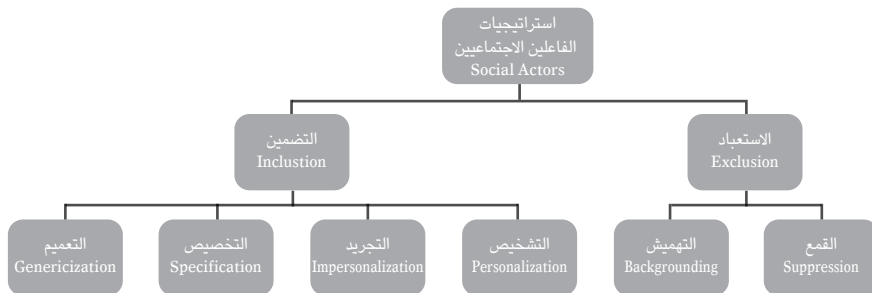 استراتيجيات
الفاعلين الاجتماعيين
Social Actors
الاستعباد
Exclusion
التضمين
Inclustion
القمع
Suppression
التهميش
Backgrounding
التشخيص
Personalization
التجريد
Impersonalization
التخصيص
Specification
التعميم
Genericization